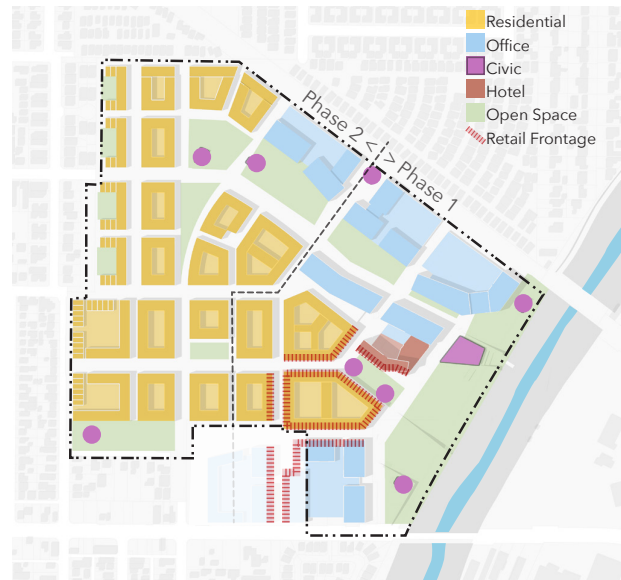 Residential
Office
Civic
Hotel
Open Space
Retail Frontage
Phase 2 <-> Phase 1